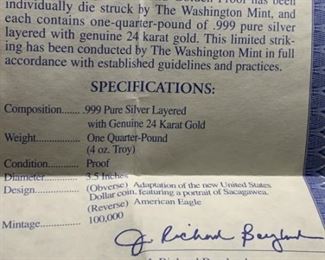 individually die struck by The Washington Mint, and
each contains one-quarter-pound of .999 pure silver
layered with genuine 24 karat gold. This limited strik-
ing has been conducted by The Washington Mint in full
accordance with established guidelines and practices.
SPECIFICATIONS:
Composition....... .999 Pure Silver Layered
with Genuine 24 Karat Gold
Weight............... One Quarter-Pound
(4 oz. Troy)
Condition............ Proof
Diameter............ 3.5 Inches
Design................ (Obverse) Adaptation of the new United States
Dollar coin, featuring a portrait of Sacagawea.
(Reverse) American Eagle
Mintage.............. 100,000
J. Richard